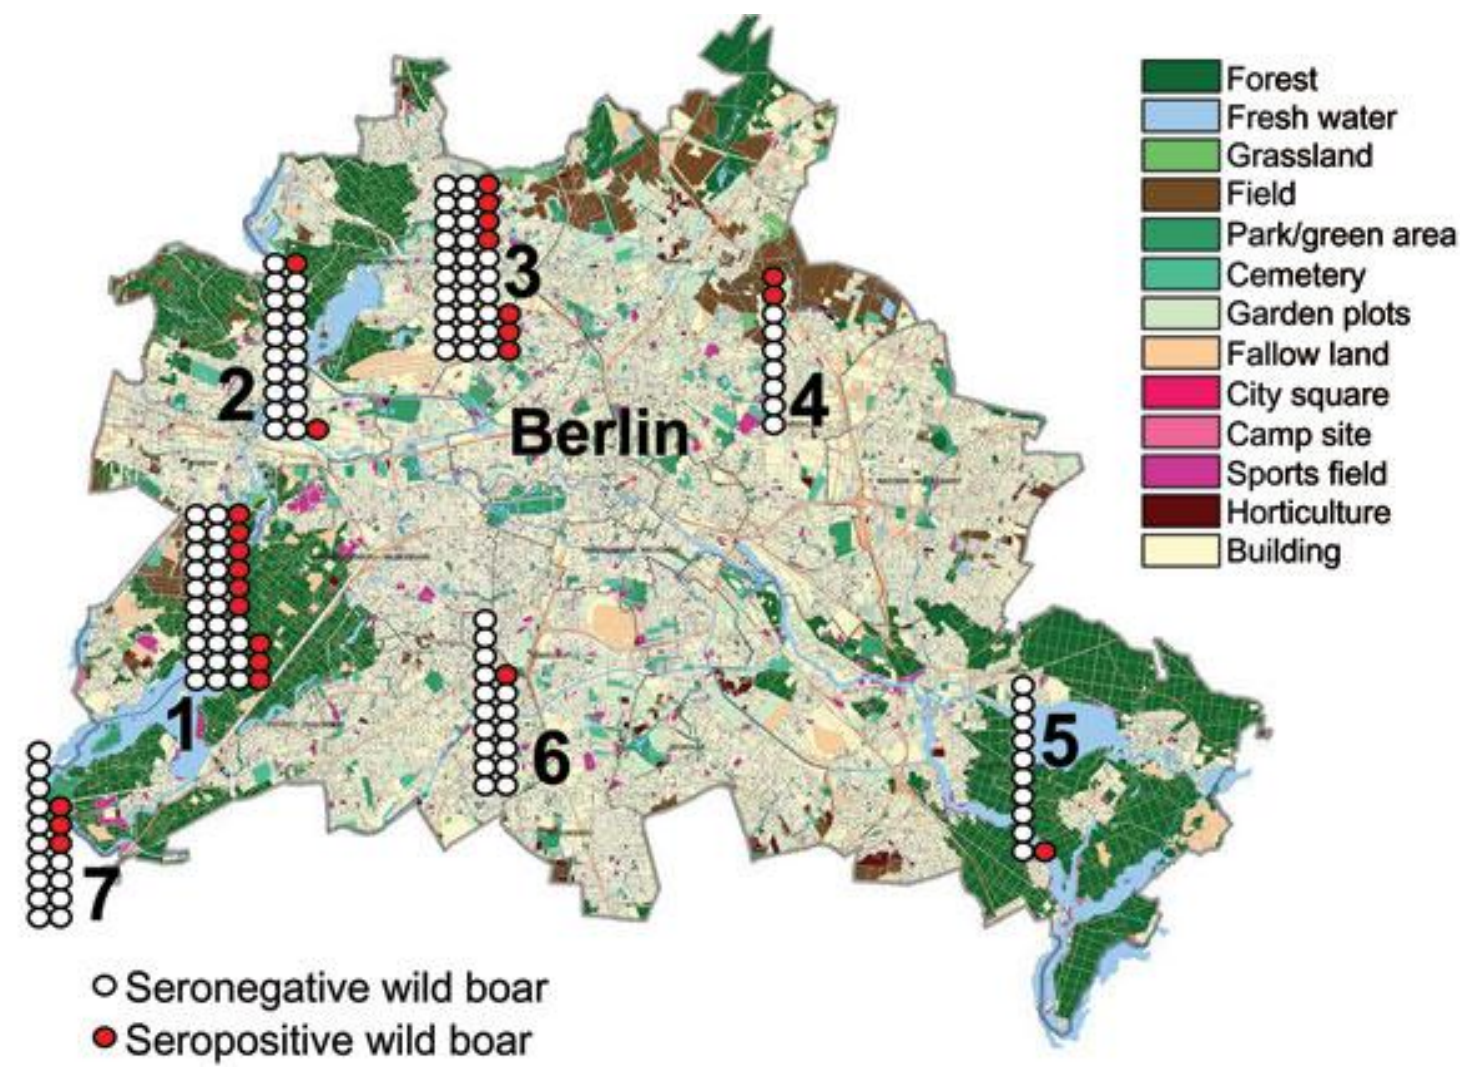 Forest
Fresh water
Grassland
Field
Park/green area
Cemetery
Garden plots
Fallow land
City square
Camp site
Sports field
Horticulture
Building
3
2
4
Berlin
1
5
6
7
Seronegative wild boar
Seropositive wild boar